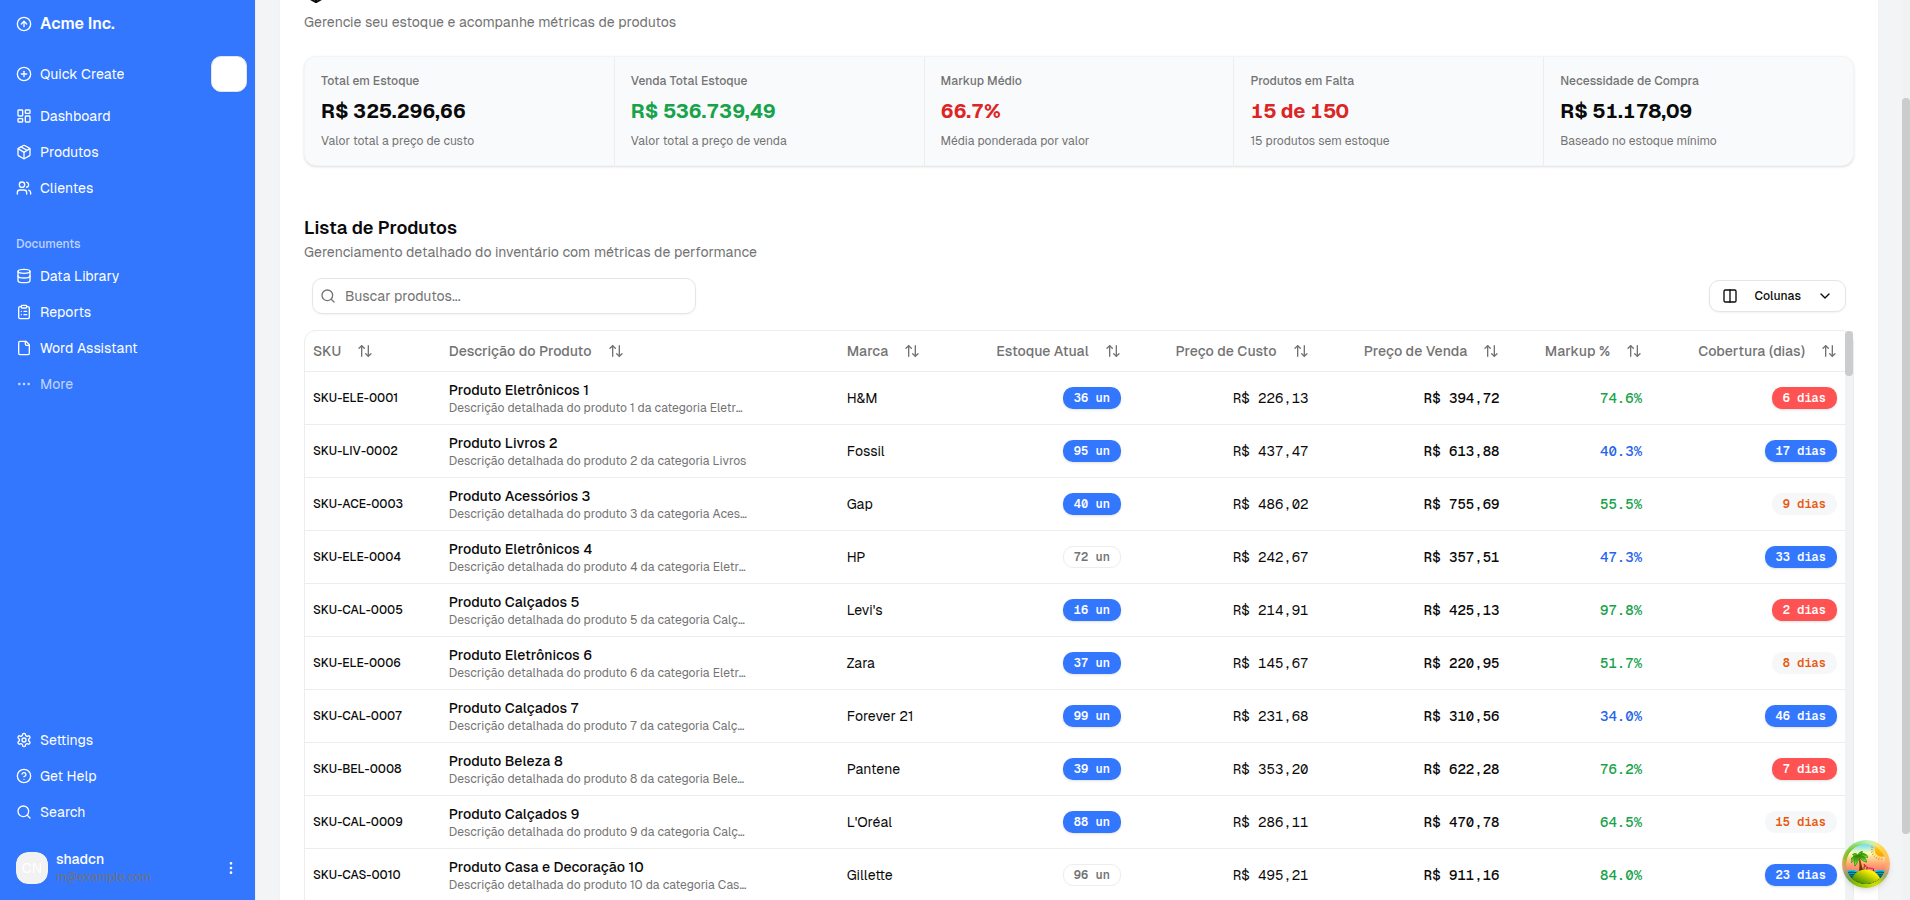 Acme Inc.
Quick Create
Dashboard
Produtos
Clientes
Documents
Data Library
Reports
Word Assistant
More
Settings
Get Help
Search
CN
shadcn
m@example.com
Gerencie seu estoque e acompanhe métricas de produtos
Total em Estoque
R$ 325.296,66
Valor total a preço de custo
Venda Total Estoque
R$ 536.739,49
Valor total a preço de venda
Markup Médio
66.7%
Média ponderada por valor
Produtos em Falta
15 de 150
15 produtos sem estoque
Necessidade de Compra
R$ 51.178,09
Baseado no estoque mínimo
Lista de Produtos
Gerenciamento detalhado do inventário com métricas de performance
Buscar produtos...
Colunas
SKU Descrição do Produto Marca Estoque Atual Preço de Custo Preço de Venda Markup % Cobertura (dias)
SKU-ELE-0001 Produto Eletrônicos 1 H&M 36 un R$ 226,13 R$ 394,72 74.6% 6 dias
Descrição detalhada do produto 1 da categoria Eletr...
SKU-LIV-0002 Produto Livros 2 Fossil 95 un R$ 437,47 R$ 613,88 40.3% 17 dias
Descrição detalhada do produto 2 da categoria Livros
SKU-ACE-0003 Produto Acessórios 3 Gap 40 un R$ 486,02 R$ 755,69 55.5% 9 dias
Descrição detalhada do produto 3 da categoria Aces...
SKU-ELE-0004 Produto Eletrônicos 4 HP 72 un R$ 242,67 R$ 357,51 47.3% 33 dias
Descrição detalhada do produto 4 da categoria Eletr...
SKU-CAL-0005 Produto Calçados 5 Levi's 16 un R$ 214,91 R$ 425,13 97.8% 2 dias
Descrição detalhada do produto 5 da categoria Calç...
SKU-ELE-0006 Produto Eletrônicos 6 Zara 37 un R$ 145,67 R$ 220,95 51.7% 8 dias
Descrição detalhada do produto 6 da categoria Eletr...
SKU-CAL-0007 Produto Calçados 7 Forever 21 99 un R$ 231,68 R$ 310,56 34.0% 46 dias
Descrição detalhada do produto 7 da categoria Calç...
SKU-BEL-0008 Produto Beleza 8 Pantene 39 un R$ 353,20 R$ 622,28 76.2% 7 dias
Descrição detalhada do produto 8 da categoria Bele...
SKU-CAL-0009 Produto Calçados 9 L'Oréal 88 un R$ 286,11 R$ 470,78 64.5% 15 dias
Descrição detalhada do produto 9 da categoria Calç...
SKU-CAS-0010 Produto Casa e Decoração 10 Gillette 96 un R$ 495,21 R$ 911,16 84.0% 23 dias
Descrição detalhada do produto 10 da categoria Cas...